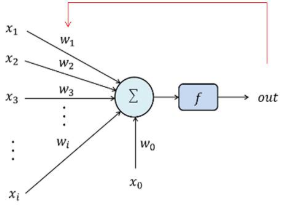 x₁ w₁
x₂ w₂
x₃ w₃
Σ f out
⋮ ⋮
wᵢ w₀
xᵢ x₀